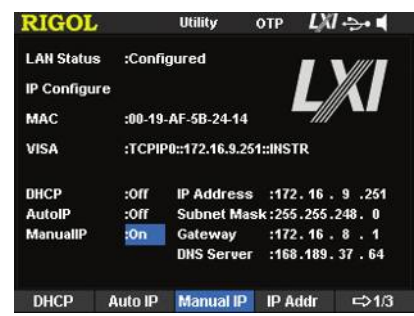 RIGOL Utility OTP LXI
LAN Status :Configured
IP Configure
LXI
MAC :00-19-AF-5B-24-14
VISA :TCPIP0::172.16.9.251::INSTR
DHCP :Off IP Address :172. 16 . 9 .251
AutoIP :Off Subnet Mask:255.255.248. 0
ManualIP :On Gateway :172. 16 . 8 . 1
DNS Server :168.189. 37 . 64
DHCP Auto IP Manual IP IP Addr ⇨1/3